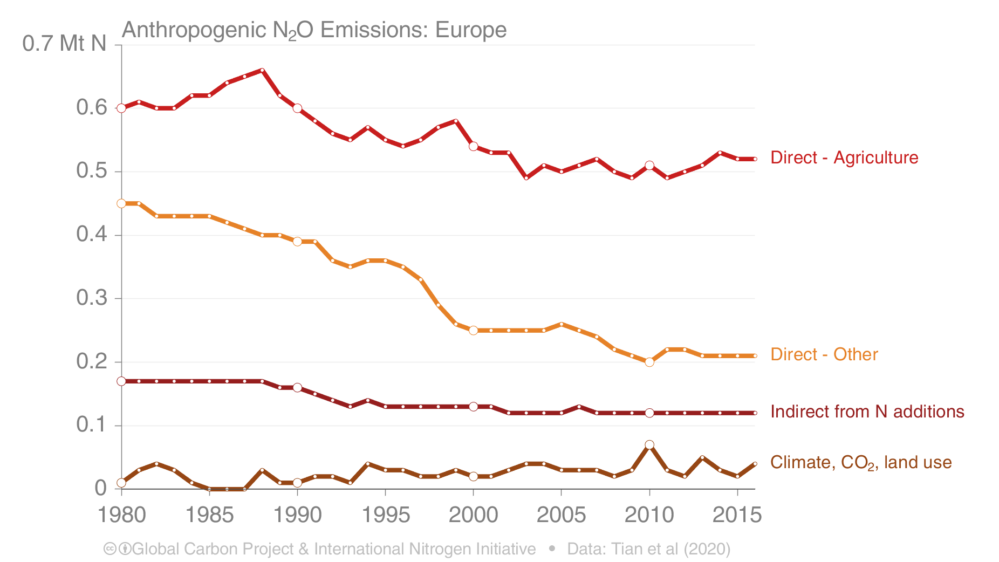 Anthropogenic N₂O Emissions: Europe
0.7 Mt N
0.6
0.5
0.4
0.3
0.2
0.1
0
Direct - Agriculture
Direct - Other
Indirect from N additions
Climate, CO₂, land use
1980 1985 1990 1995 2000 2005 2010 2015
Global Carbon Project & International Nitrogen Initiative • Data: Tian et al (2020)